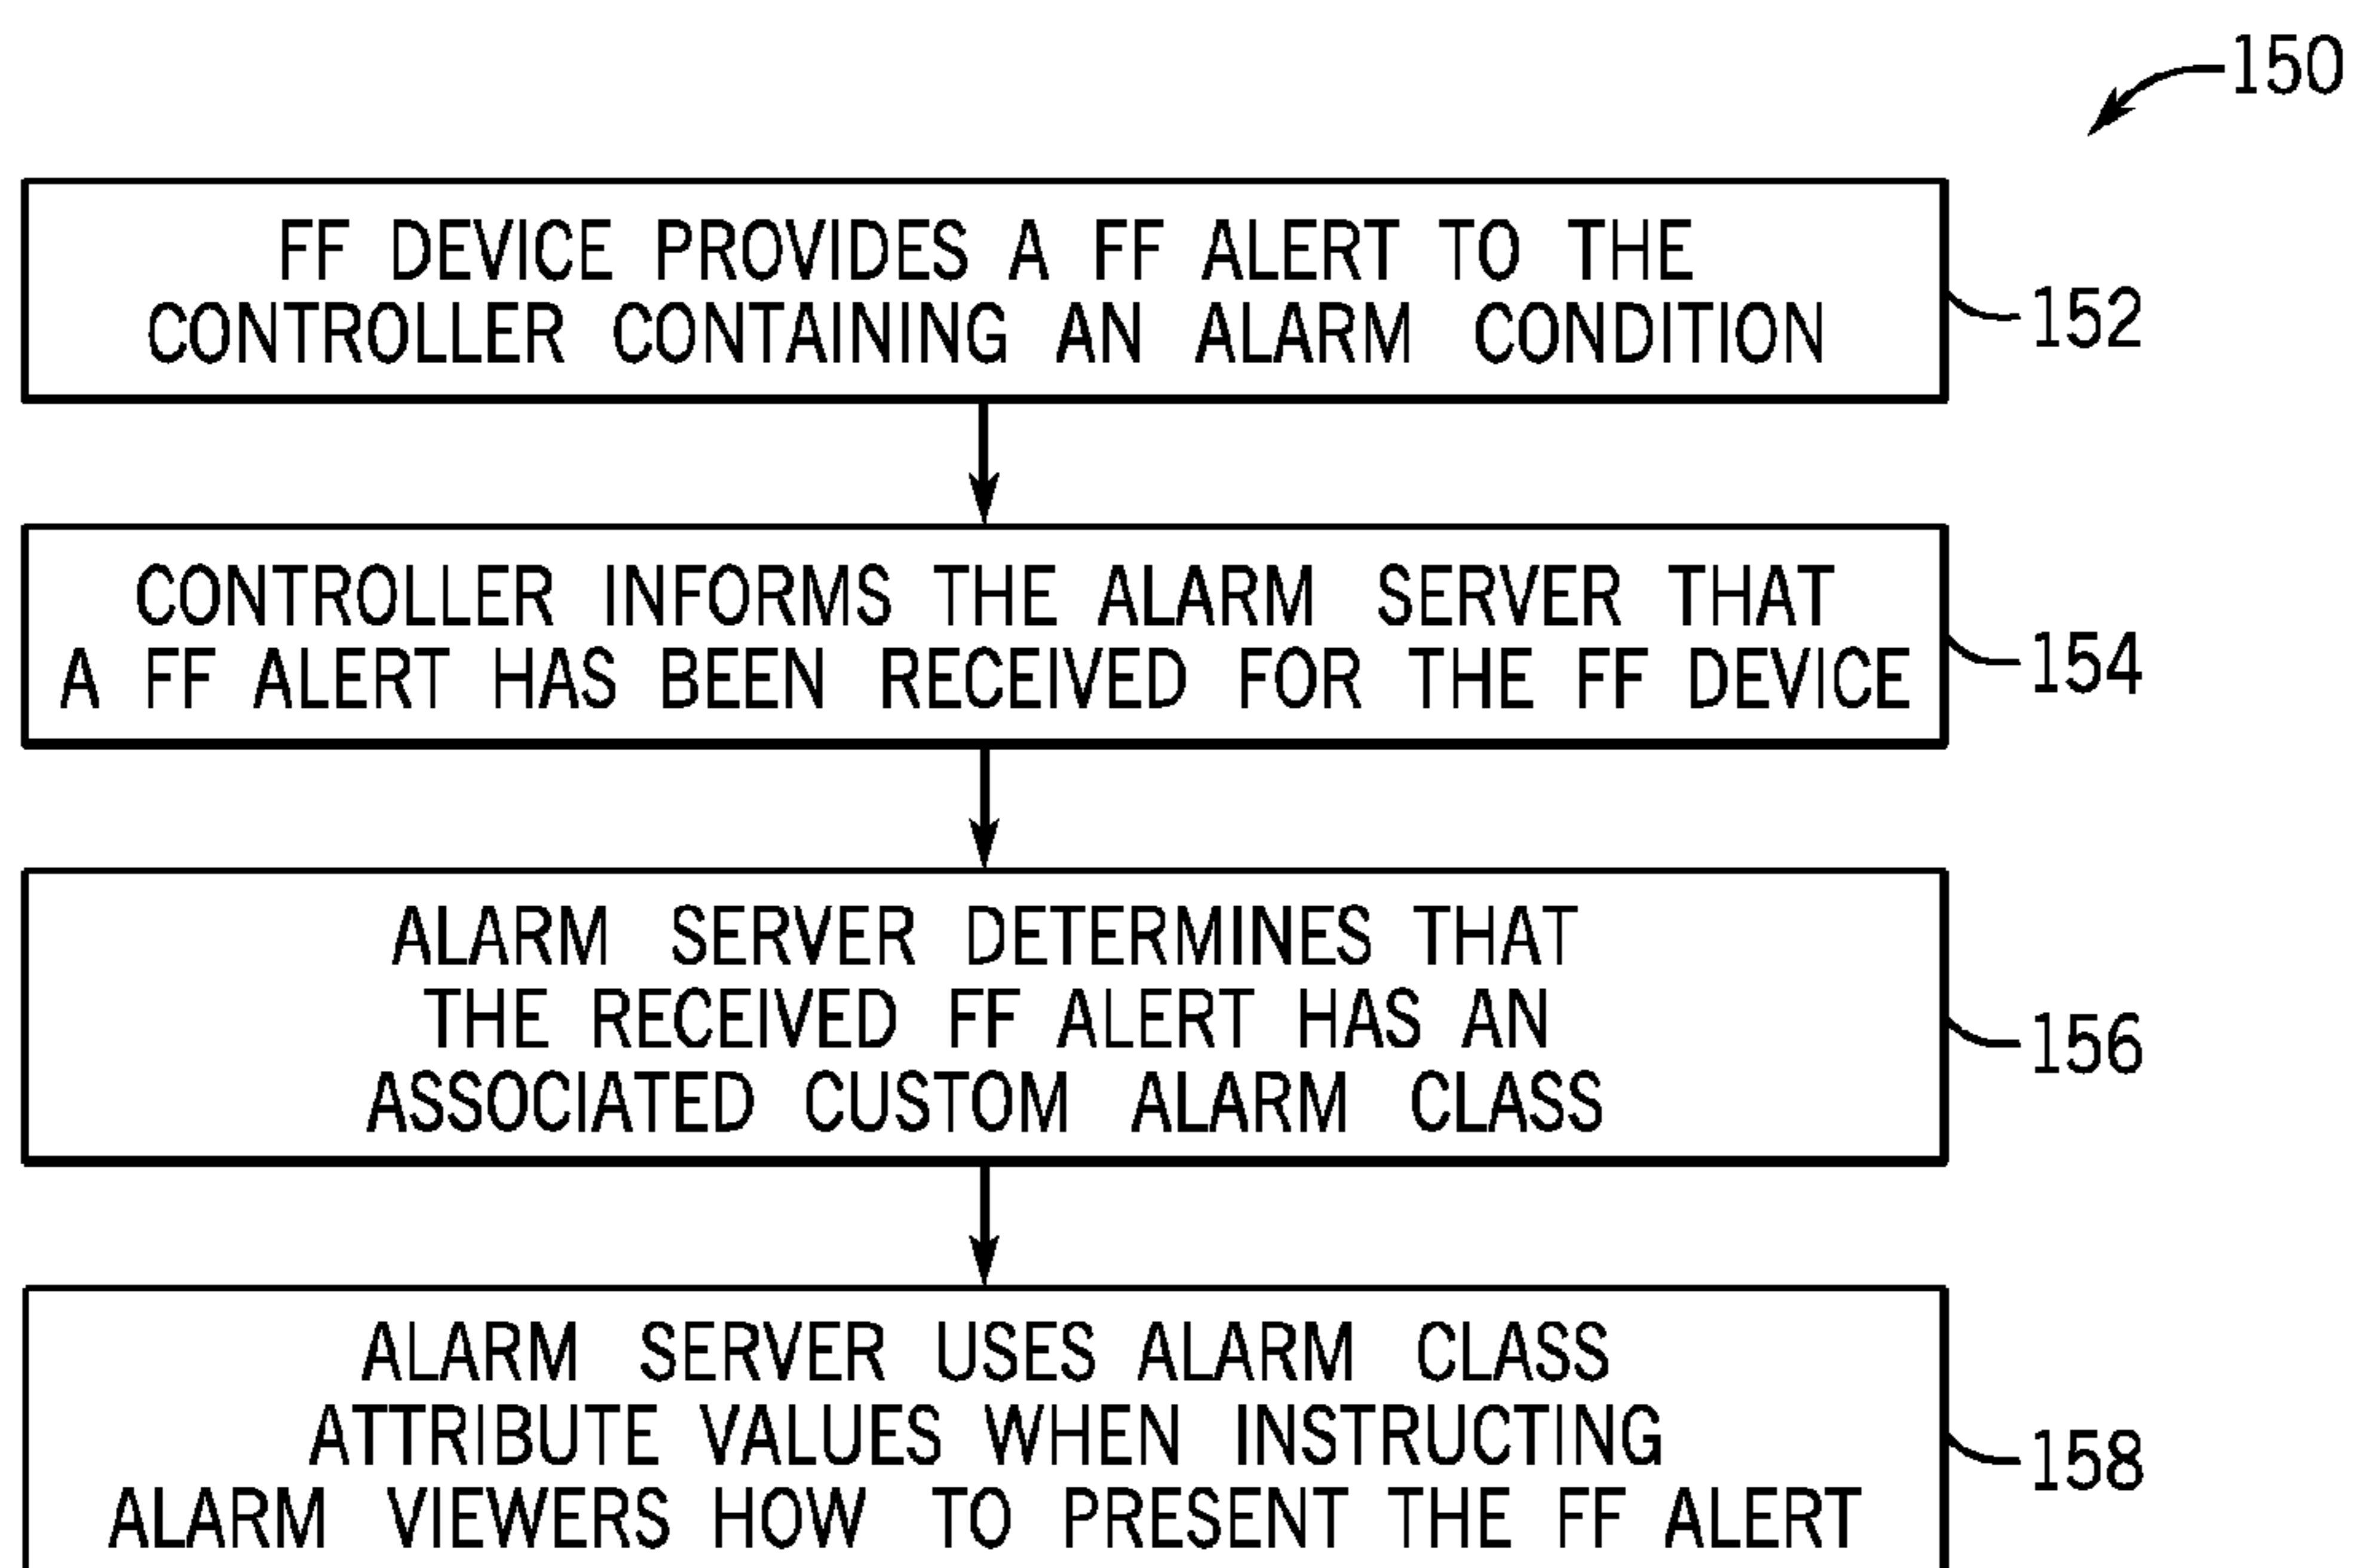 150
FF DEVICE PROVIDES A FF ALERT TO THE
CONTROLLER CONTAINING AN ALARM CONDITION
152
CONTROLLER INFORMS THE ALARM SERVER THAT
A FF ALERT HAS BEEN RECEIVED FOR THE FF DEVICE
154
ALARM SERVER DETERMINES THAT
THE RECEIVED FF ALERT HAS AN
ASSOCIATED CUSTOM ALARM CLASS
156
ALARM SERVER USES ALARM CLASS
ATTRIBUTE VALUES WHEN INSTRUCTING
ALARM VIEWERS HOW TO PRESENT THE FF ALERT
158